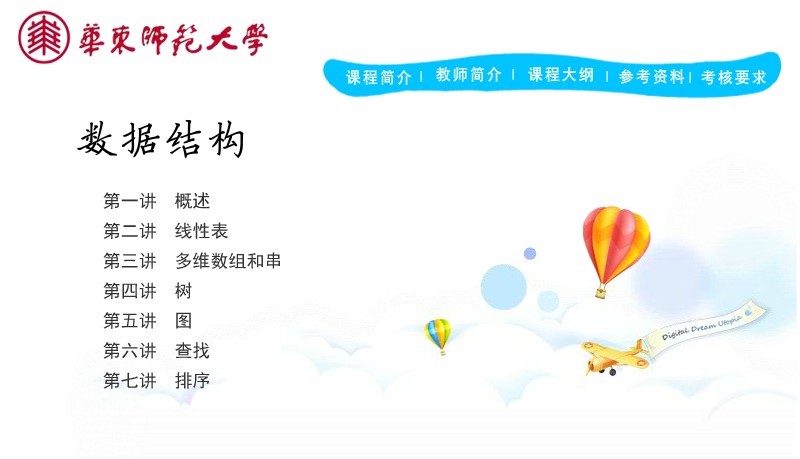 華東師範大學
课程简介 | 教师简介 | 课程大纲 | 参考资料 | 考核要求
数据结构
第一讲 概述
第二讲 线性表
第三讲 多维数组和串
第四讲 树
第五讲 图
第六讲 查找
第七讲 排序
Digital Dream Utopia